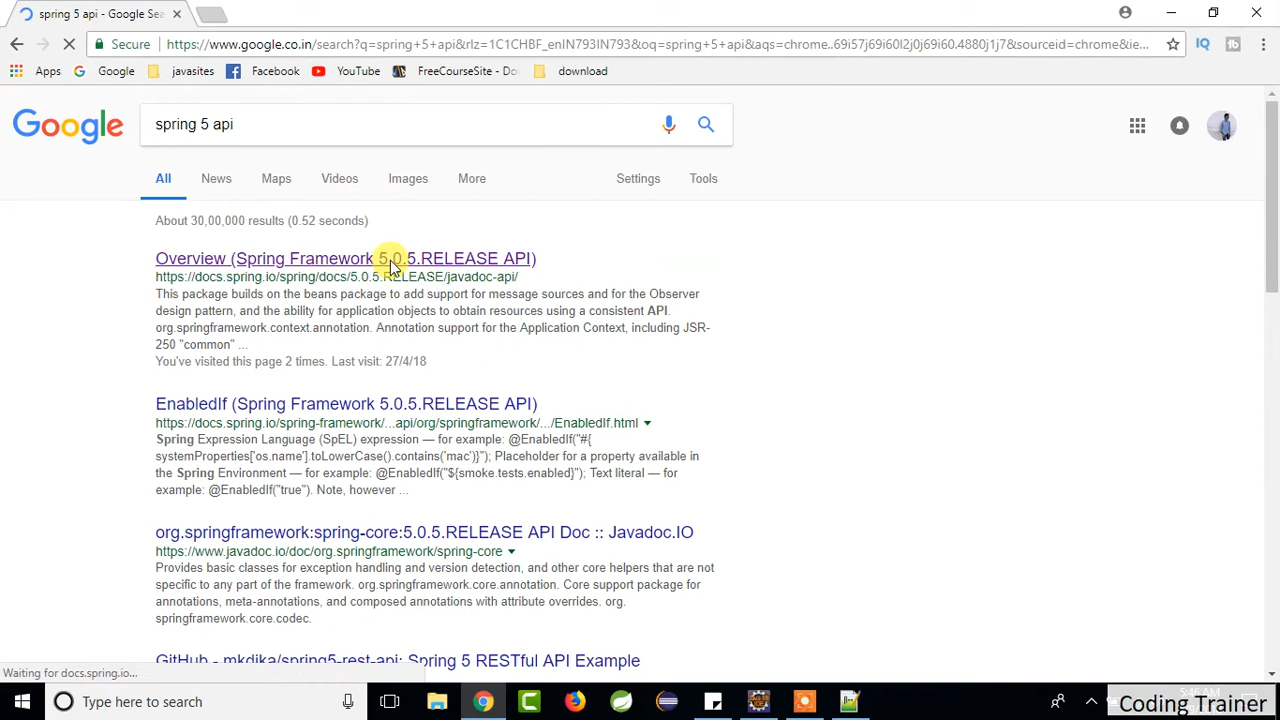 spring 5 api - Google Sea
Secure https://www.google.co.in/search?q=spring+5+api&rlz=1C1CHBF_enIN793IN793&oq=spring+5+api&aqs=chrome..69i57j69i60l2j0j69i60.4880j1j7&sourceid=chrome&ie...
Apps Google javasites Facebook YouTube FreeCourseSite - Do download
Google spring 5 api
All News Maps Videos Images More Settings Tools
About 30,00,000 results (0.52 seconds)
Overview (Spring Framework 5.0.5.RELEASE API)
https://docs.spring.io/spring/docs/5.0.5.RELEASE/javadoc-api/
This package builds on the beans package to add support for message sources and for the Observer
design pattern, and the ability for application objects to obtain resources using a consistent API.
org.springframework.context.annotation. Annotation support for the Application Context, including JSR-
250 "common" ...
You've visited this page 2 times. Last visit: 27/4/18
EnabledIf (Spring Framework 5.0.5.RELEASE API)
https://docs.spring.io/spring-framework/...api/org/springframework/.../EnabledIf.html
Spring Expression Language (SpEL) expression — for example: @EnabledIf("#{
systemProperties['os.name'].toLowerCase().contains('mac')}"); Placeholder for a property available in
the Spring Environment — for example: @EnabledIf("${smoke.tests.enabled}"); Text literal — for
example: @EnabledIf("true"). Note, however ...
org.springframework:spring-core:5.0.5.RELEASE API Doc :: Javadoc.IO
https://www.javadoc.io/doc/org.springframework/spring-core
Provides basic classes for exception handling and version detection, and other core helpers that are not
specific to any part of the framework. org.springframework.core.annotation. Core support package for
annotations, meta-annotations, and composed annotations with attribute overrides. org.
springframework.core.codec.
GitHub - mkdika/spring5-rest-api: Spring 5 RESTful API Example
Waiting for docs.spring.io...
Type here to search
5:46 AM
Coding Trainer